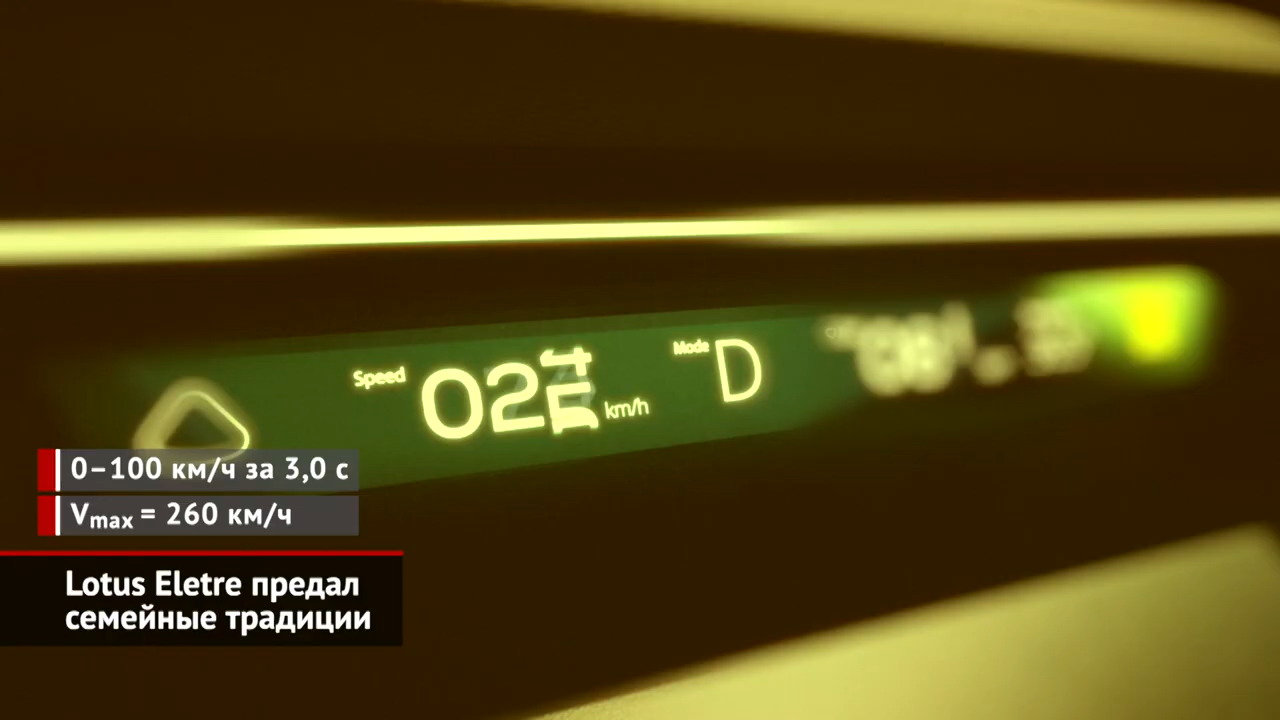 Speed
km/h
Mode D
0–100 км/ч за 3,0 с
Vmax = 260 км/ч
Lotus Eletre предал
семейные традиции